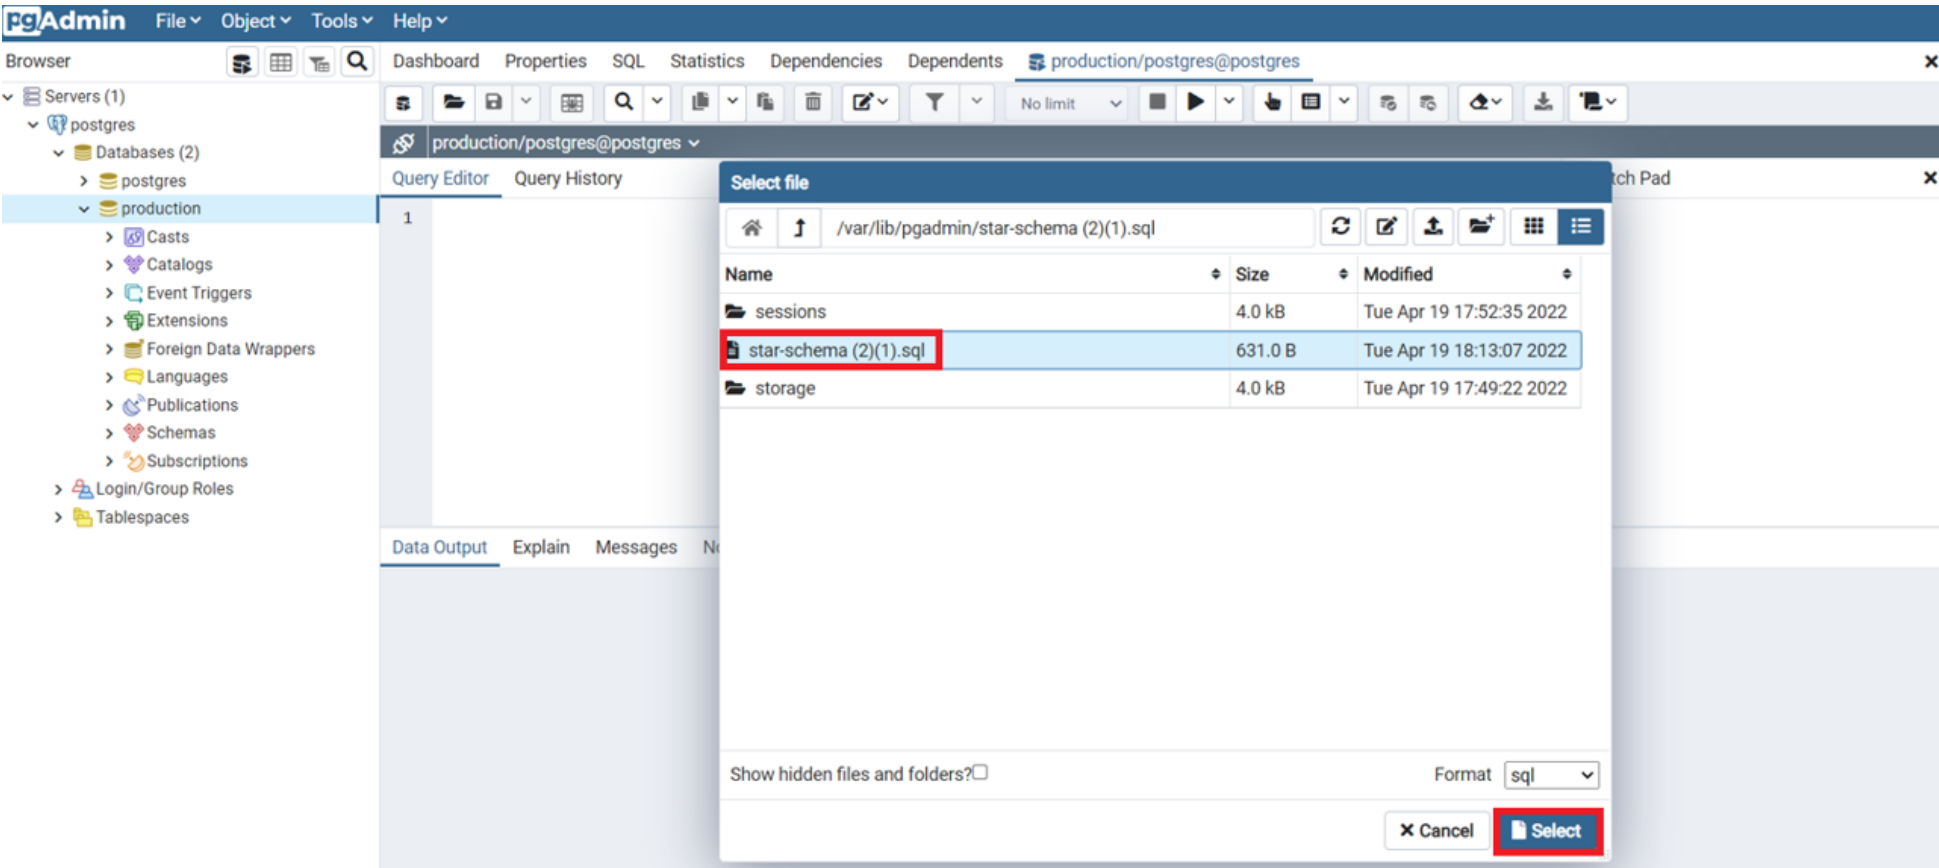 pgAdmin File Object Tools Help
Browser
Dashboard Properties SQL Statistics Dependencies Dependents production/postgres@postgres
Servers (1)
No limit
postgres
production/postgres@postgres
Databases (2)
Query Editor Query History
Select file
tch Pad
postgres
production
1
/var/lib/pgadmin/star-schema (2)(1).sql
Casts
Catalogs
Name Size Modified
Event Triggers
sessions 4.0 kB Tue Apr 19 17:52:35 2022
Extensions
Foreign Data Wrappers
star-schema (2)(1).sql 631.0 B Tue Apr 19 18:13:07 2022
Languages
storage 4.0 kB Tue Apr 19 17:49:22 2022
Publications
Schemas
Subscriptions
Login/Group Roles
Tablespaces
Data Output Explain Messages No
Show hidden files and folders?
Format sql
Cancel Select